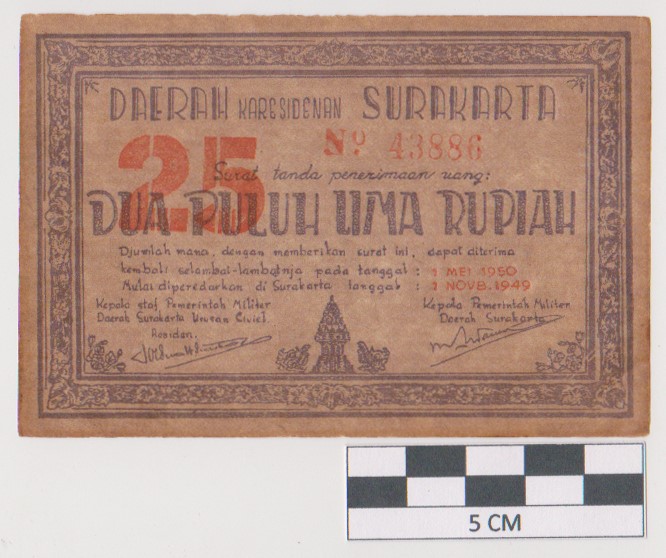 DAERAH KARESIDENAN SURAKARTA
25
Nº 43886
Surat tanda penerimaan uang:
DUA PULUH LIMA RUPIAH
Djumlah mana, dengan memberikan surat ini, dapat diterima
kembali selambat-lambatnja pada tanggal : 1 MEI 1950
Mulai diperedarkan di Surakarta tanggal : 1 NOVB. 1949
Kepala staf Pemerintah Militer
Daerah Surakarta Urusan Civiel
Residen.
Kepala Pemerintah Militer
Daerah Surakarta
5 CM